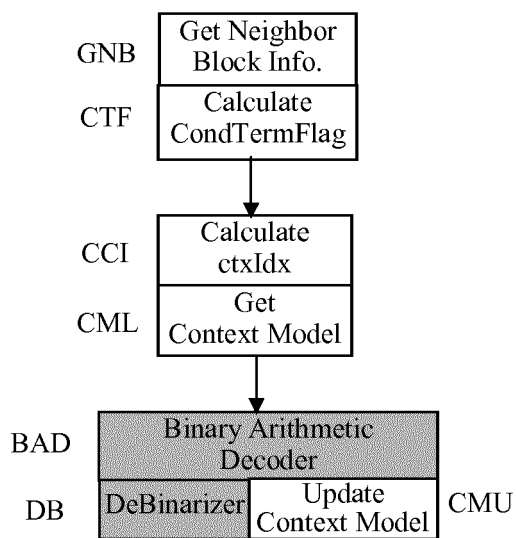 GNB
Get Neighbor
Block Info.
CTF
Calculate
CondTermFlag
CCI
Calculate
ctxIdx
CML
Get
Context Model
BAD
Binary Arithmetic
Decoder
DB
DeBinarizer
Update
Context Model
CMU